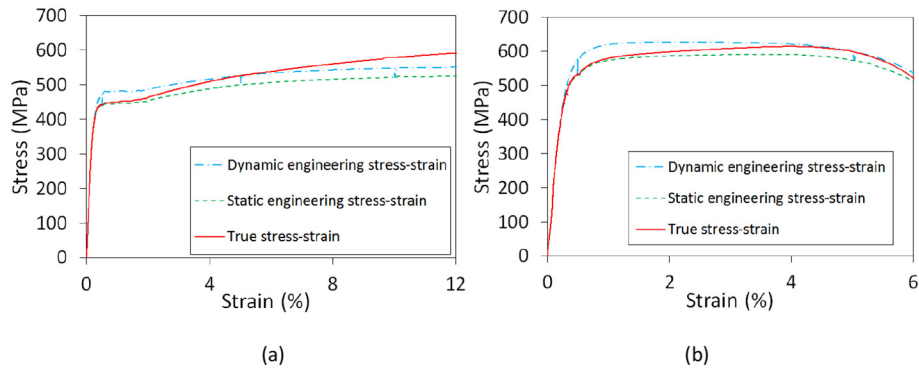 700
600
500
400
300
200
100
0
Stress (MPa)
Dynamic engineering stress-strain
Static engineering stress-strain
True stress-strain
0
4
8
12
Strain (%)
(a)
700
600
500
400
300
200
100
0
Stress (MPa)
Dynamic engineering stress-strain
Static engineering stress-strain
True stress-strain
0
2
4
6
Strain (%)
(b)